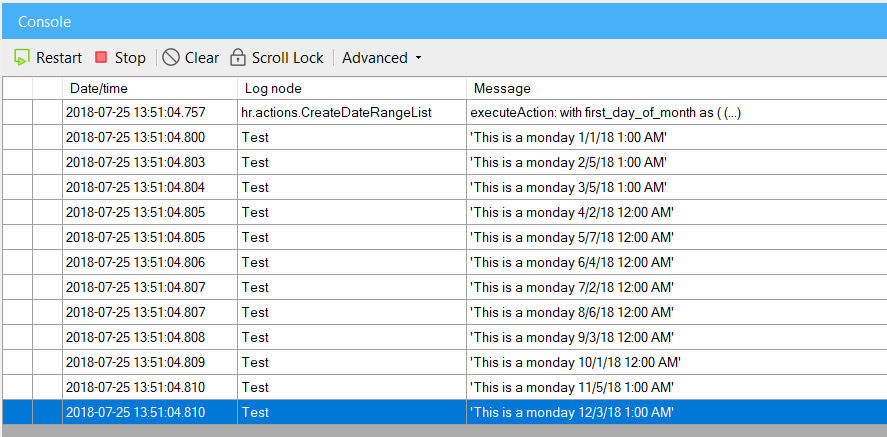 Console
Restart Stop Clear Scroll Lock Advanced
Date/time Log node Message
2018-07-25 13:51:04.757 hr.actions.CreateDateRangeList executeAction: with first_day_of_month as ( (...)
2018-07-25 13:51:04.800 Test 'This is a monday 1/1/18 1:00 AM'
2018-07-25 13:51:04.803 Test 'This is a monday 2/5/18 1:00 AM'
2018-07-25 13:51:04.804 Test 'This is a monday 3/5/18 1:00 AM'
2018-07-25 13:51:04.805 Test 'This is a monday 4/2/18 12:00 AM'
2018-07-25 13:51:04.805 Test 'This is a monday 5/7/18 12:00 AM'
2018-07-25 13:51:04.806 Test 'This is a monday 6/4/18 12:00 AM'
2018-07-25 13:51:04.807 Test 'This is a monday 7/2/18 12:00 AM'
2018-07-25 13:51:04.807 Test 'This is a monday 8/6/18 12:00 AM'
2018-07-25 13:51:04.808 Test 'This is a monday 9/3/18 12:00 AM'
2018-07-25 13:51:04.809 Test 'This is a monday 10/1/18 12:00 AM'
2018-07-25 13:51:04.810 Test 'This is a monday 11/5/18 1:00 AM'
2018-07-25 13:51:04.810 Test 'This is a monday 12/3/18 1:00 AM'